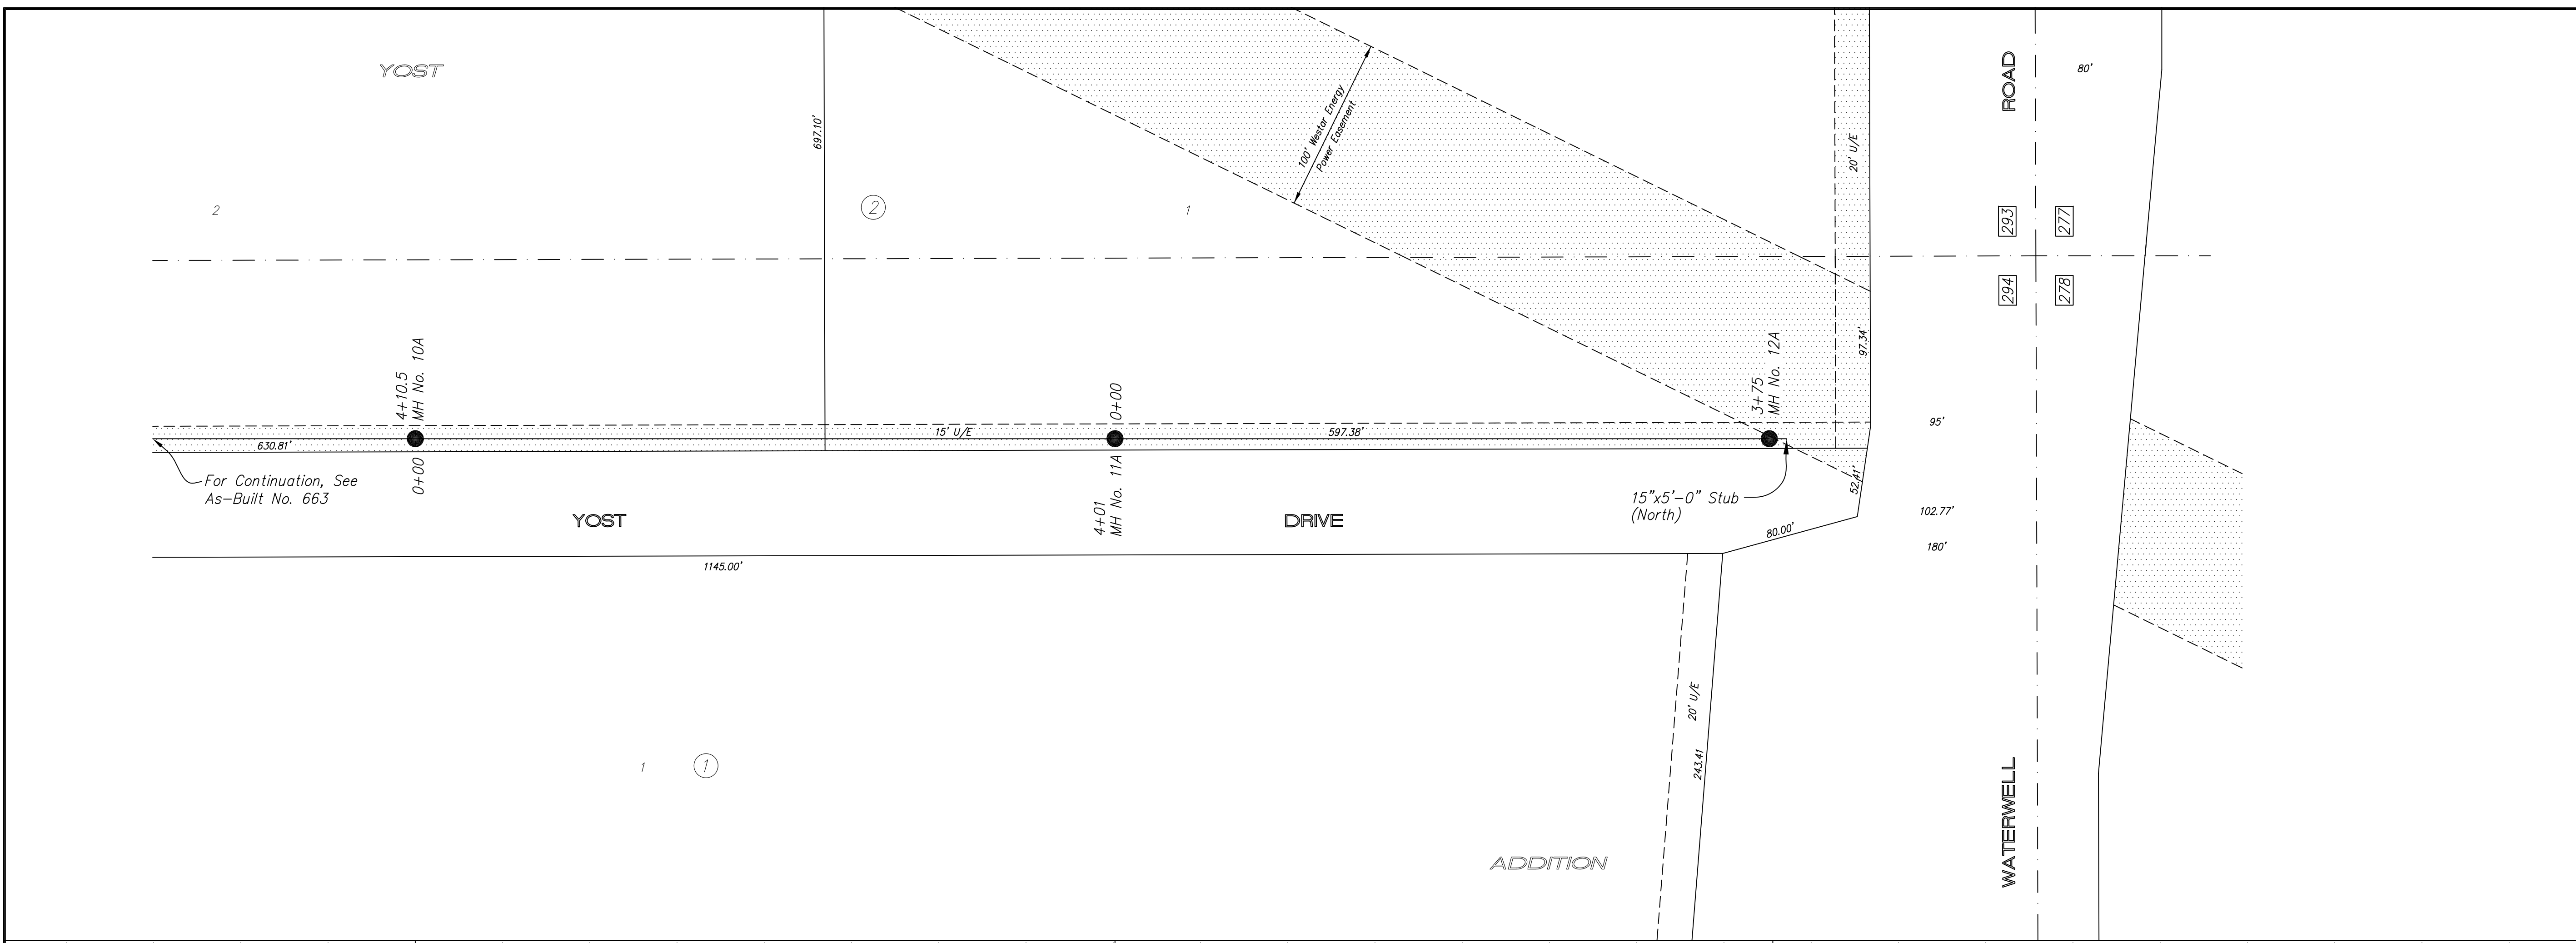 YOST
697.10'
100' Westar Energy
Power Easement
20' U/E
ROAD
80'
2
2
1
293
277
294
278
4+10.5
MH No. 10A
0+00
3+75
MH No. 12A
97.34'
630.81'
15' U/E
597.38'
95'
For Continuation, See
As-Built No. 663
0+00
4+01
MH No. 11A
15"x5'-0" Stub
(North)
52.41'
YOST DRIVE
80.00'
102.77'
180'
1145.00'
20' U/E
243.41
1
1
WATERWELL
ADDITION